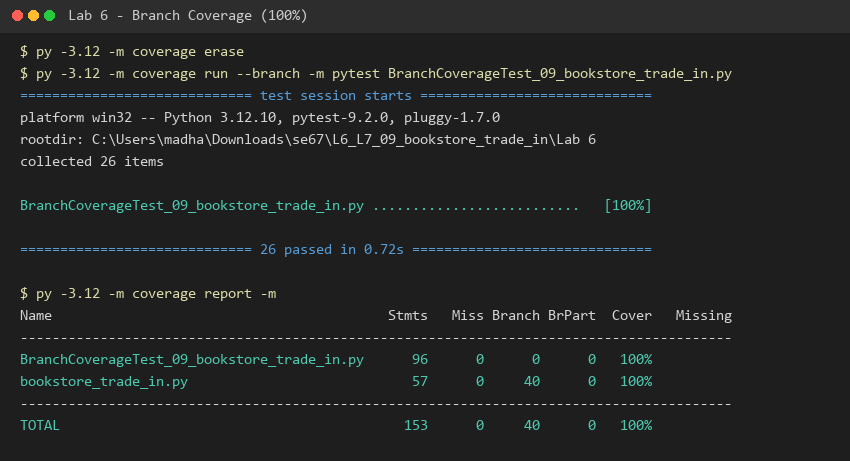 Lab 6 - Branch Coverage (100%)
$ py -3.12 -m coverage erase
$ py -3.12 -m coverage run --branch -m pytest BranchCoverageTest_09_bookstore_trade_in.py
============================= test session starts =============================
platform win32 -- Python 3.12.10, pytest-9.2.0, pluggy-1.7.0
rootdir: C:\Users\madha\Downloads\se67\L6_L7_09_bookstore_trade_in\Lab 6
collected 26 items
BranchCoverageTest_09_bookstore_trade_in.py ..........................   [100%]
============================= 26 passed in 0.72s ==============================
$ py -3.12 -m coverage report -m
Name                                          Stmts   Miss Branch BrPart  Cover   Missing
-----------------------------------------------------------------------------------------
BranchCoverageTest_09_bookstore_trade_in.py      96      0      0      0   100%
bookstore_trade_in.py                            57      0     40      0   100%
-----------------------------------------------------------------------------------------
TOTAL                                           153      0     40      0   100%